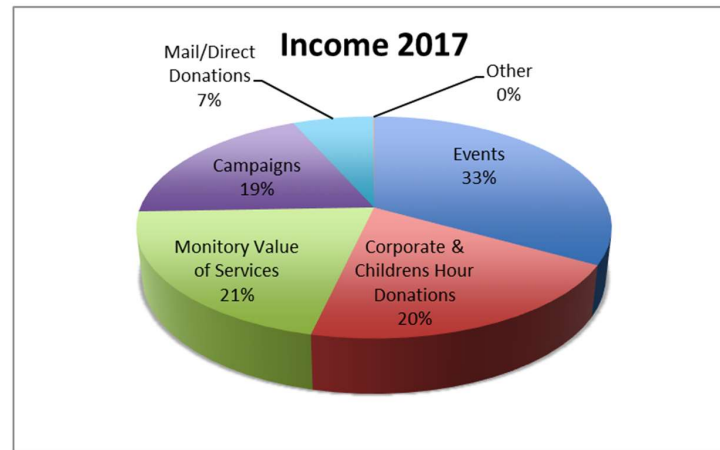 Income 2017
Mail/Direct
Donations
7%
Other
0%
Events
33%
Campaigns
19%
Monitory Value
of Services
21%
Corporate &
Childrens Hour
Donations
20%